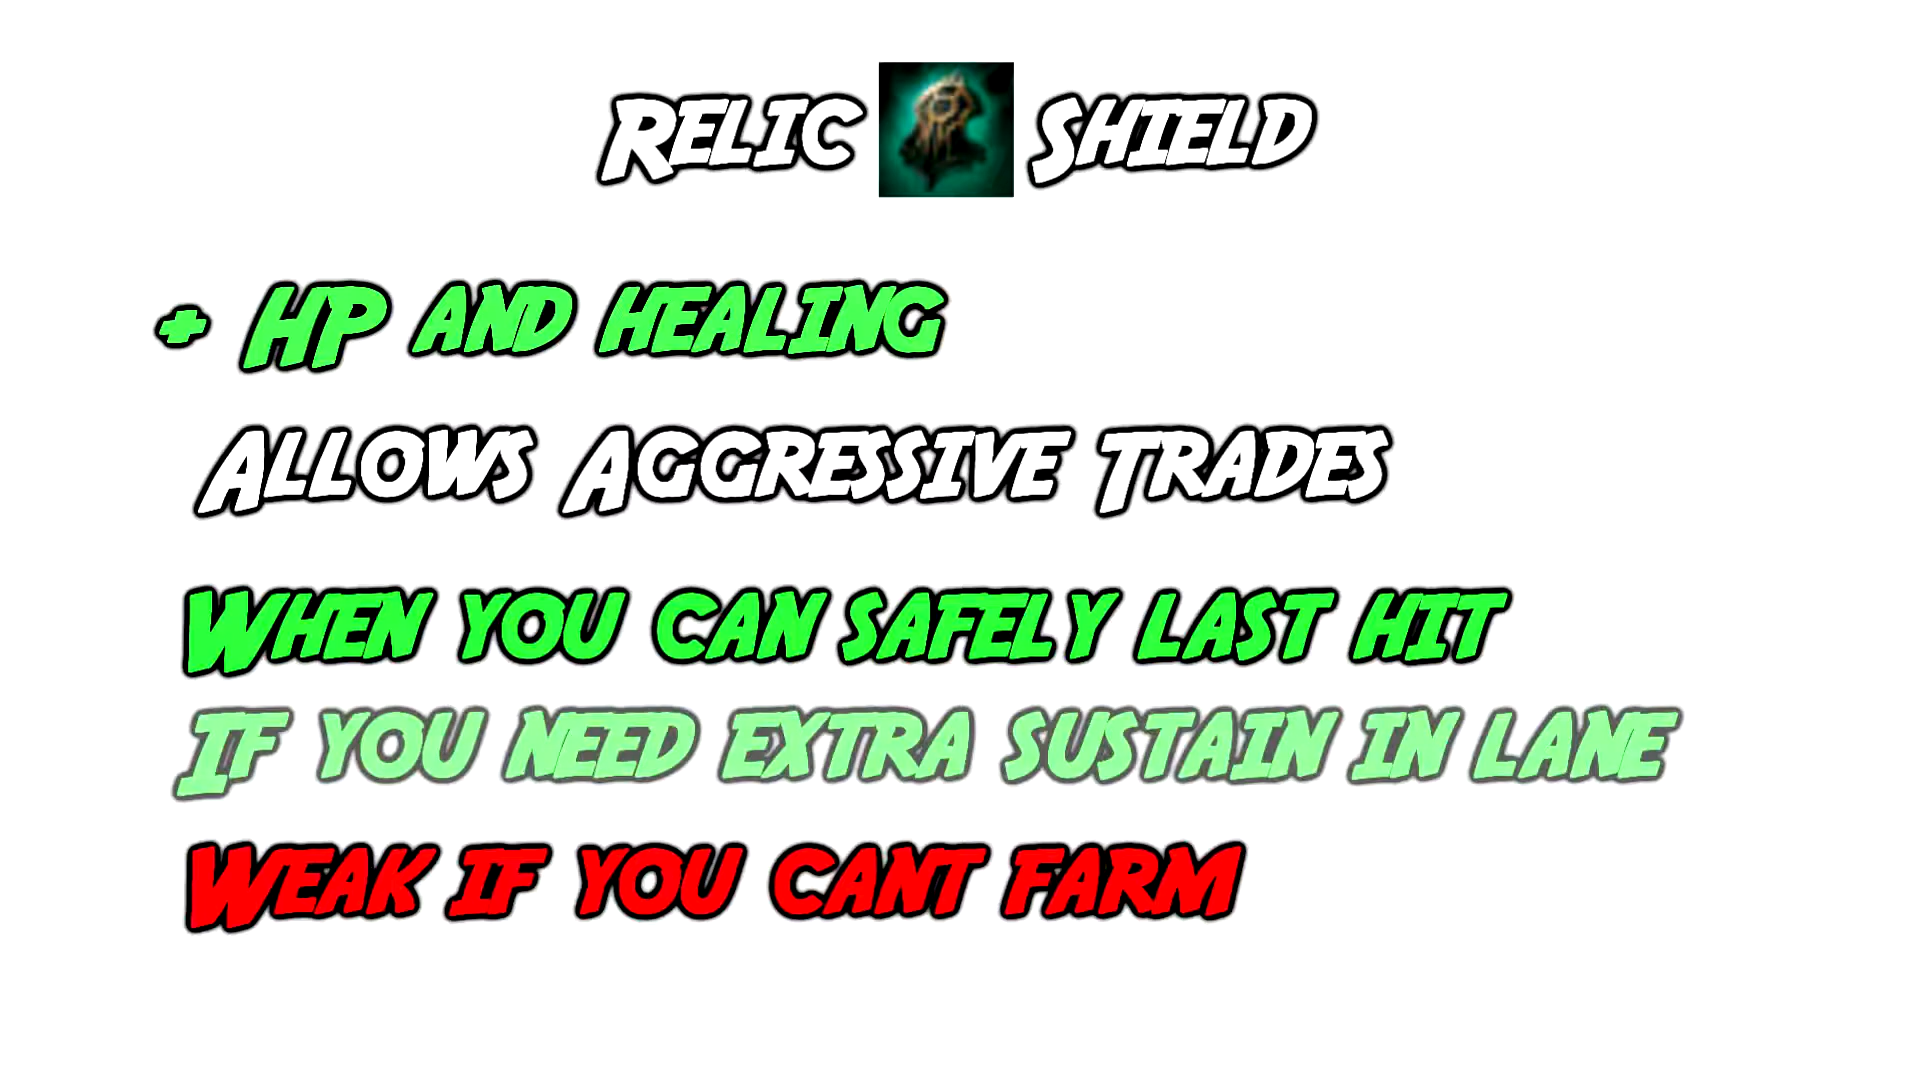 Relic Shield
+ HP and healing
Allows Aggressive Trades
When you can safely last hit
If you need extra sustain in lane
Weak if you cant farm